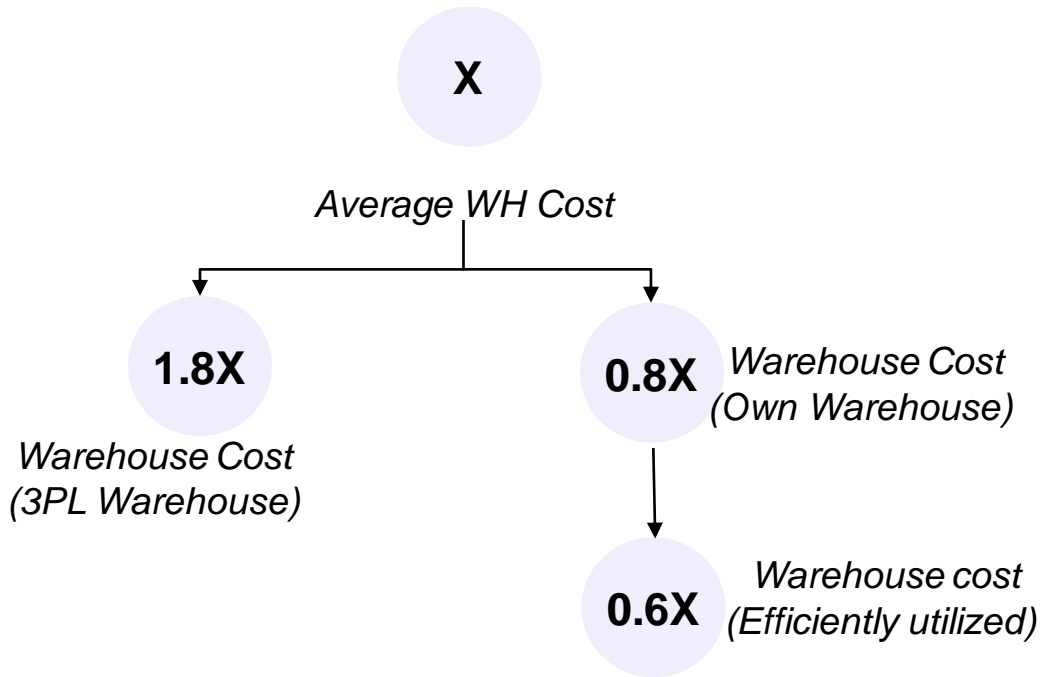 X
Average WH Cost
1.8X
Warehouse Cost
(3PL Warehouse)
0.8X
Warehouse Cost
(Own Warehouse)
0.6X
Warehouse cost
(Efficiently utilized)